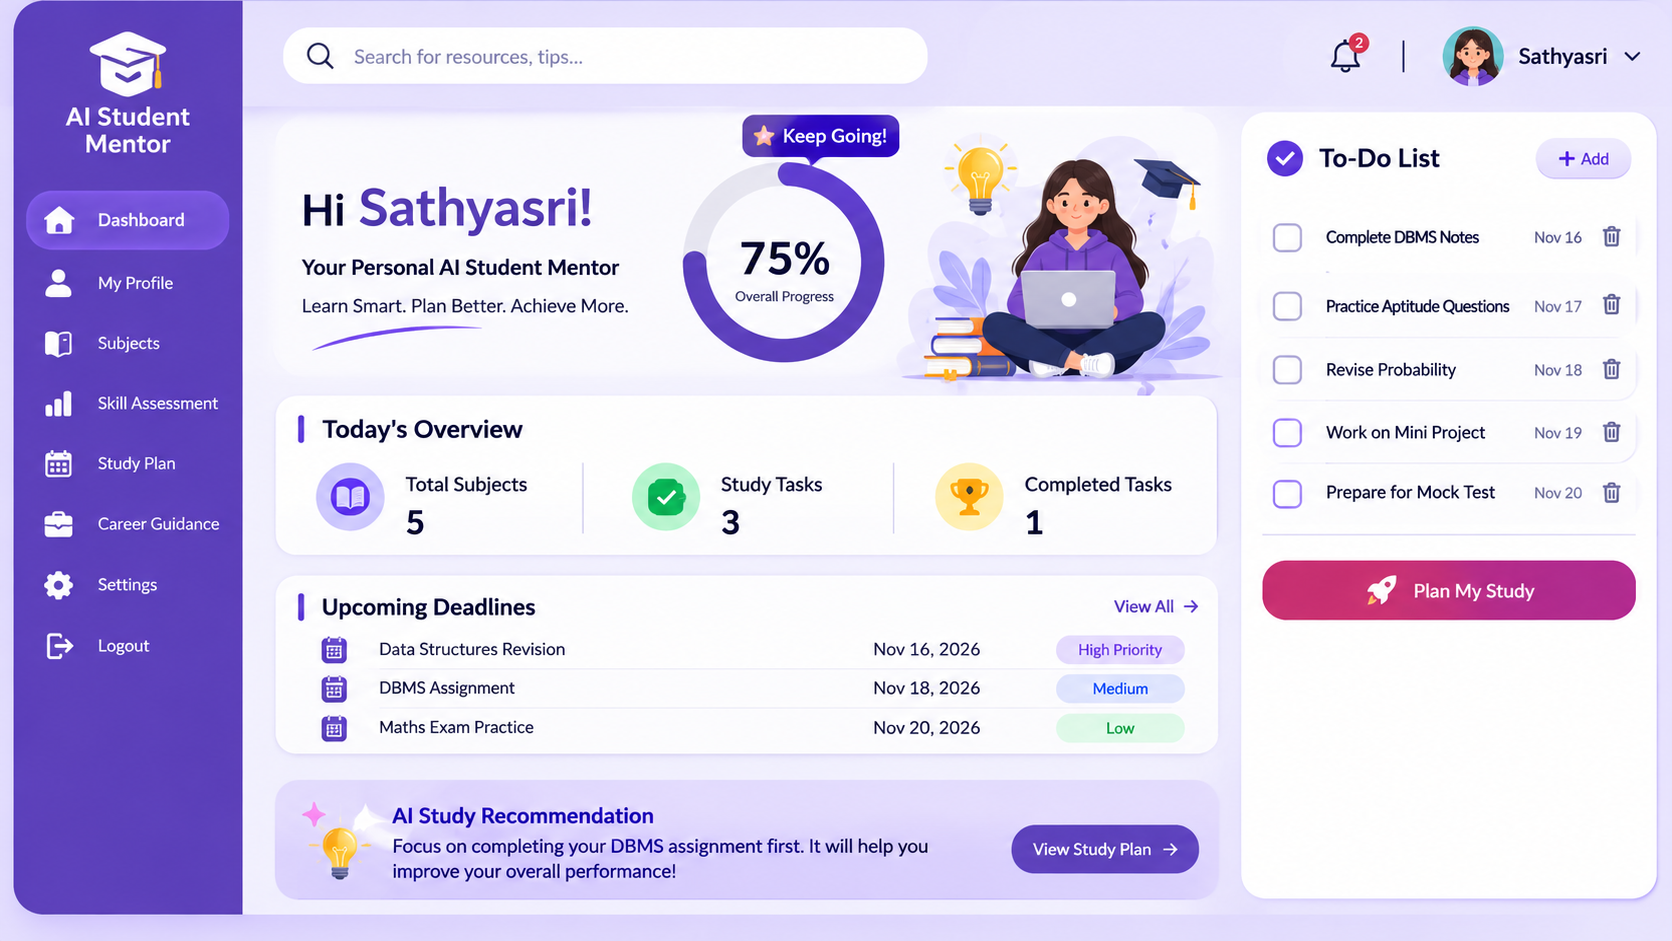 AI Student
Mentor
Dashboard
My Profile
Subjects
Skill Assessment
Study Plan
Career Guidance
Settings
Logout
Search for resources, tips...
2
Sathyasri
Hi Sathyasri!
Your Personal AI Student Mentor
Learn Smart. Plan Better. Achieve More.
Keep Going!
75%
Overall Progress
Today's Overview
Total Subjects
5
Study Tasks
3
Completed Tasks
1
Upcoming Deadlines
View All →
Data Structures Revision Nov 16, 2026 High Priority
DBMS Assignment Nov 18, 2026 Medium
Maths Exam Practice Nov 20, 2026 Low
AI Study Recommendation
Focus on completing your DBMS assignment first. It will help you
improve your overall performance!
View Study Plan →
To-Do List
+ Add
Complete DBMS Notes Nov 16
Practice Aptitude Questions Nov 17
Revise Probability Nov 18
Work on Mini Project Nov 19
Prepare for Mock Test Nov 20
Plan My Study